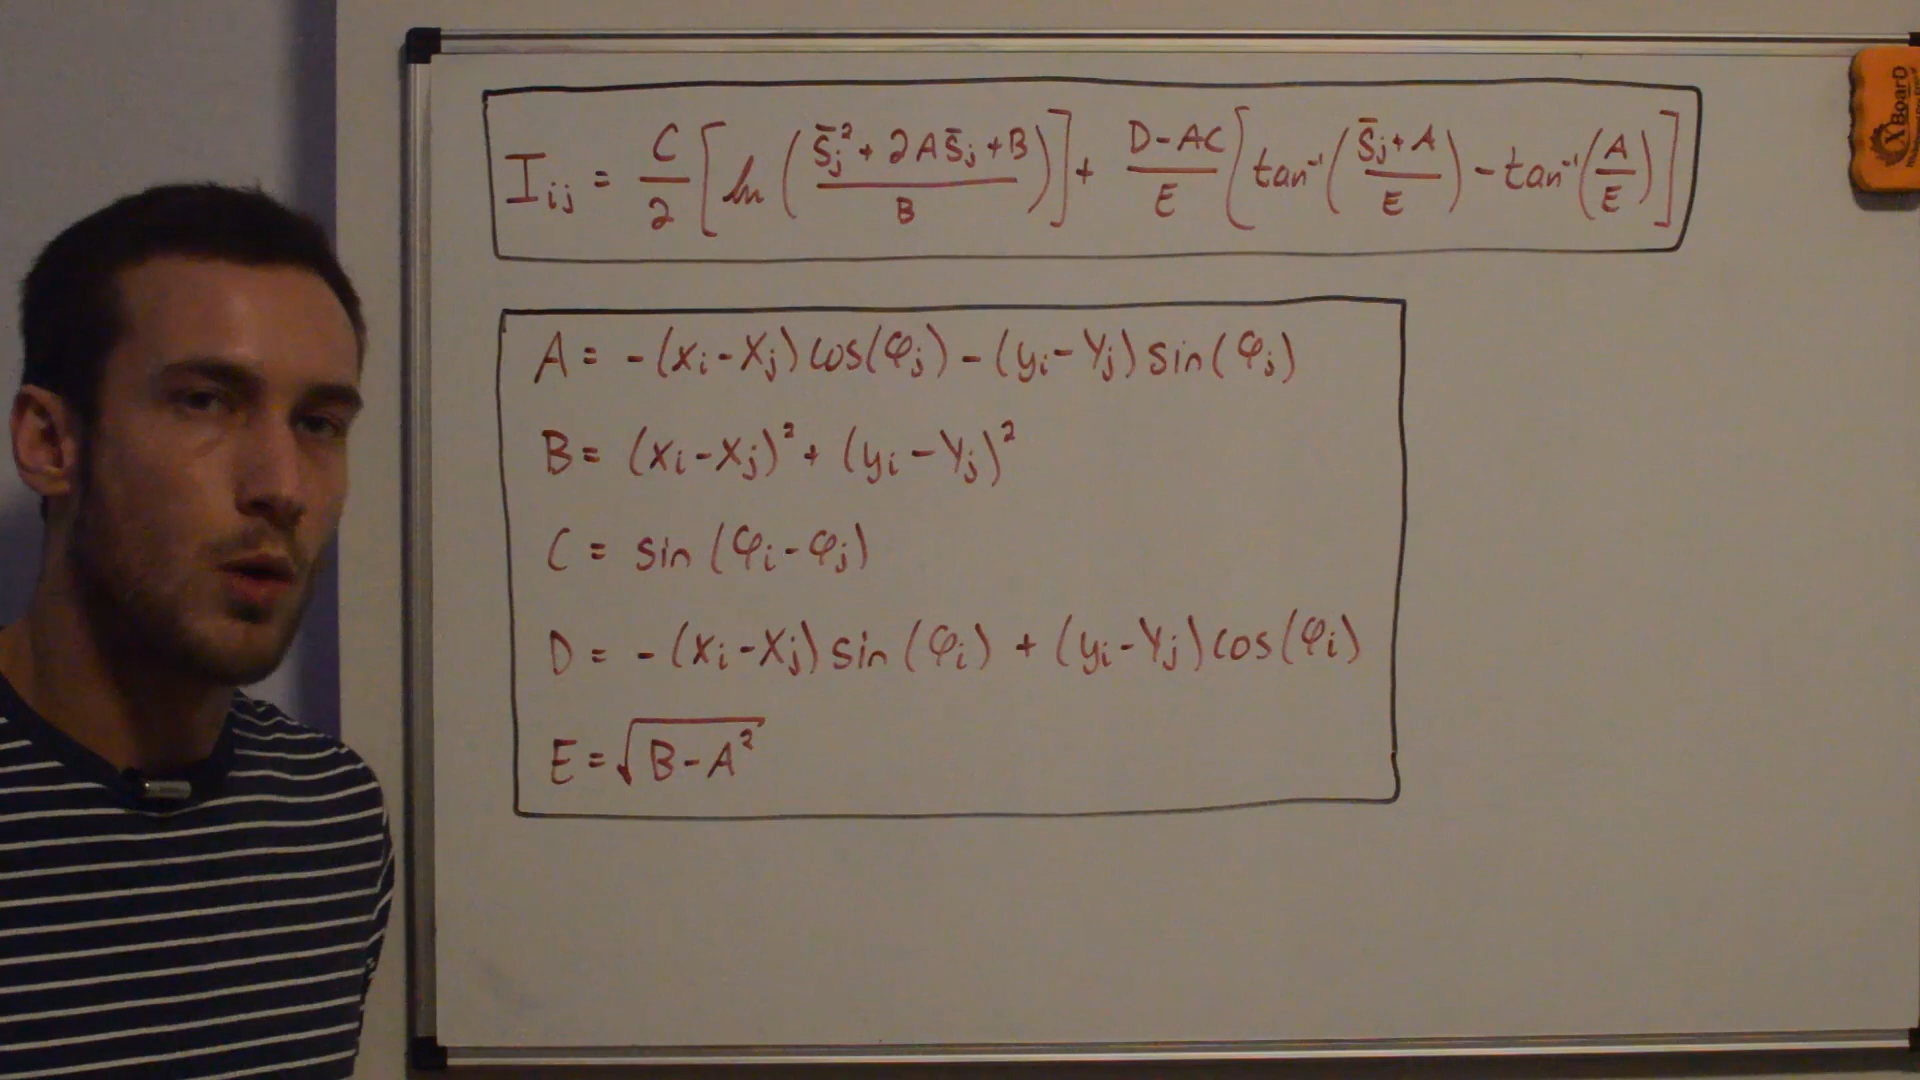 I_ij = C/2 [ln((S̄_j² + 2AS̄_j + B)/B)] + (D-AC)/E [tan⁻¹((S̄_j + A)/E) - tan⁻¹(A/E)]
A = -(x_i - X_j)cos(φ_j) - (y_i - Y_j)sin(φ_j)
B = (x_i - X_j)² + (y_i - Y_j)²
C = sin(φ_i - φ_j)
D = -(x_i - X_j)sin(φ_i) + (y_i - Y_j)cos(φ_i)
E = √(B - A²)
XBoarD